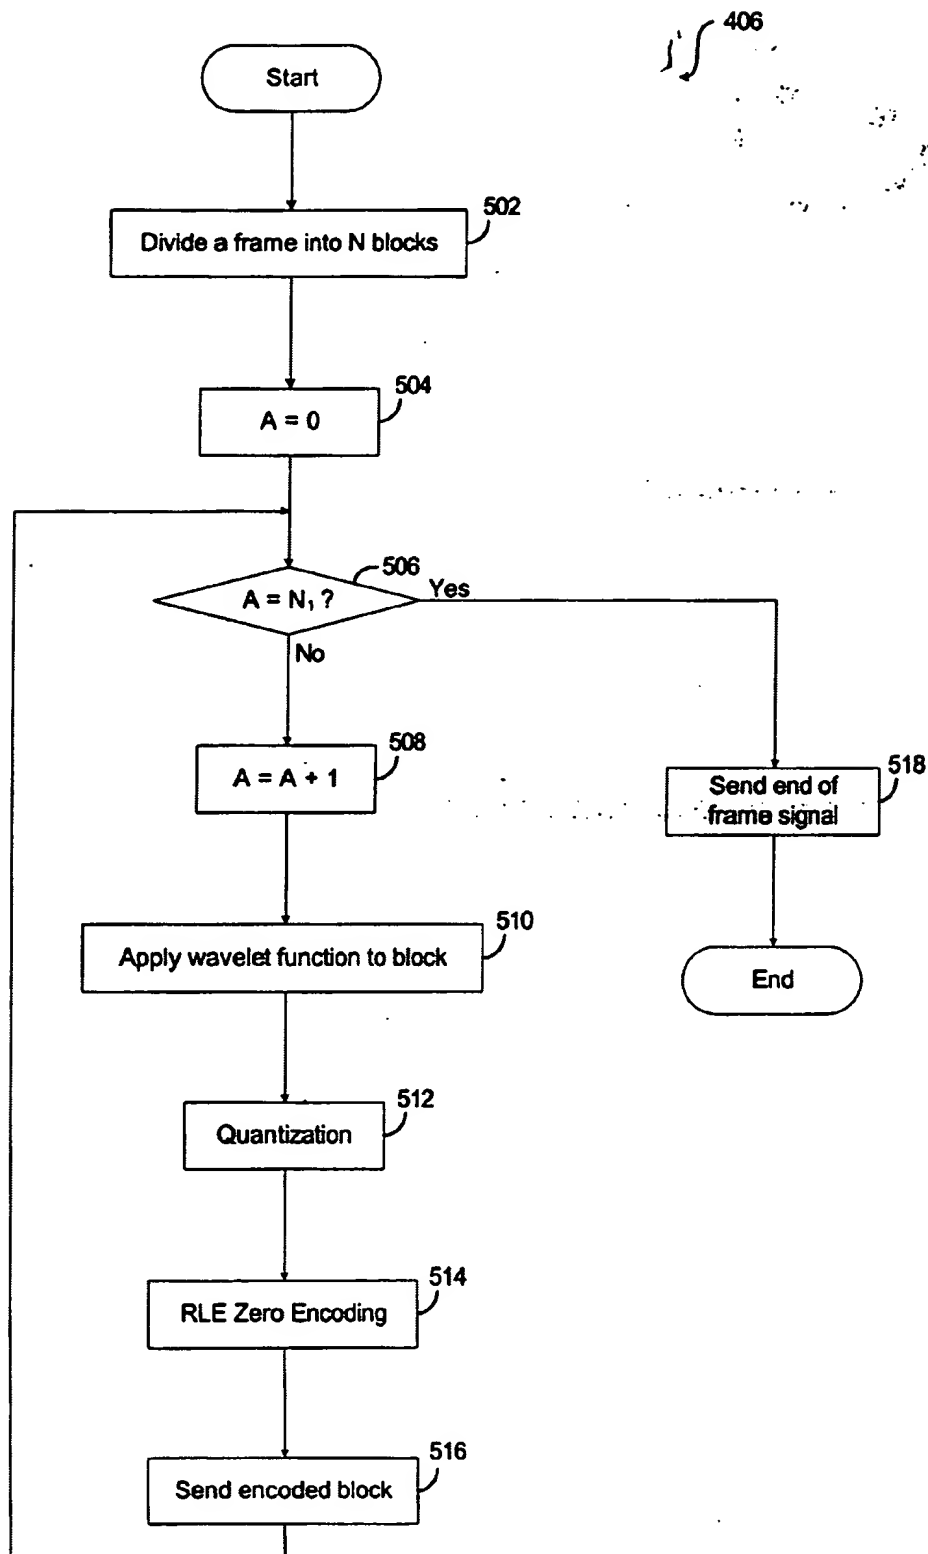 406
Start
502
Divide a frame into N blocks
504
A = 0
506
A = N, ?
Yes
No
508
A = A + 1
518
Send end of
frame signal
510
Apply wavelet function to block
End
512
Quantization
514
RLE Zero Encoding
516
Send encoded block